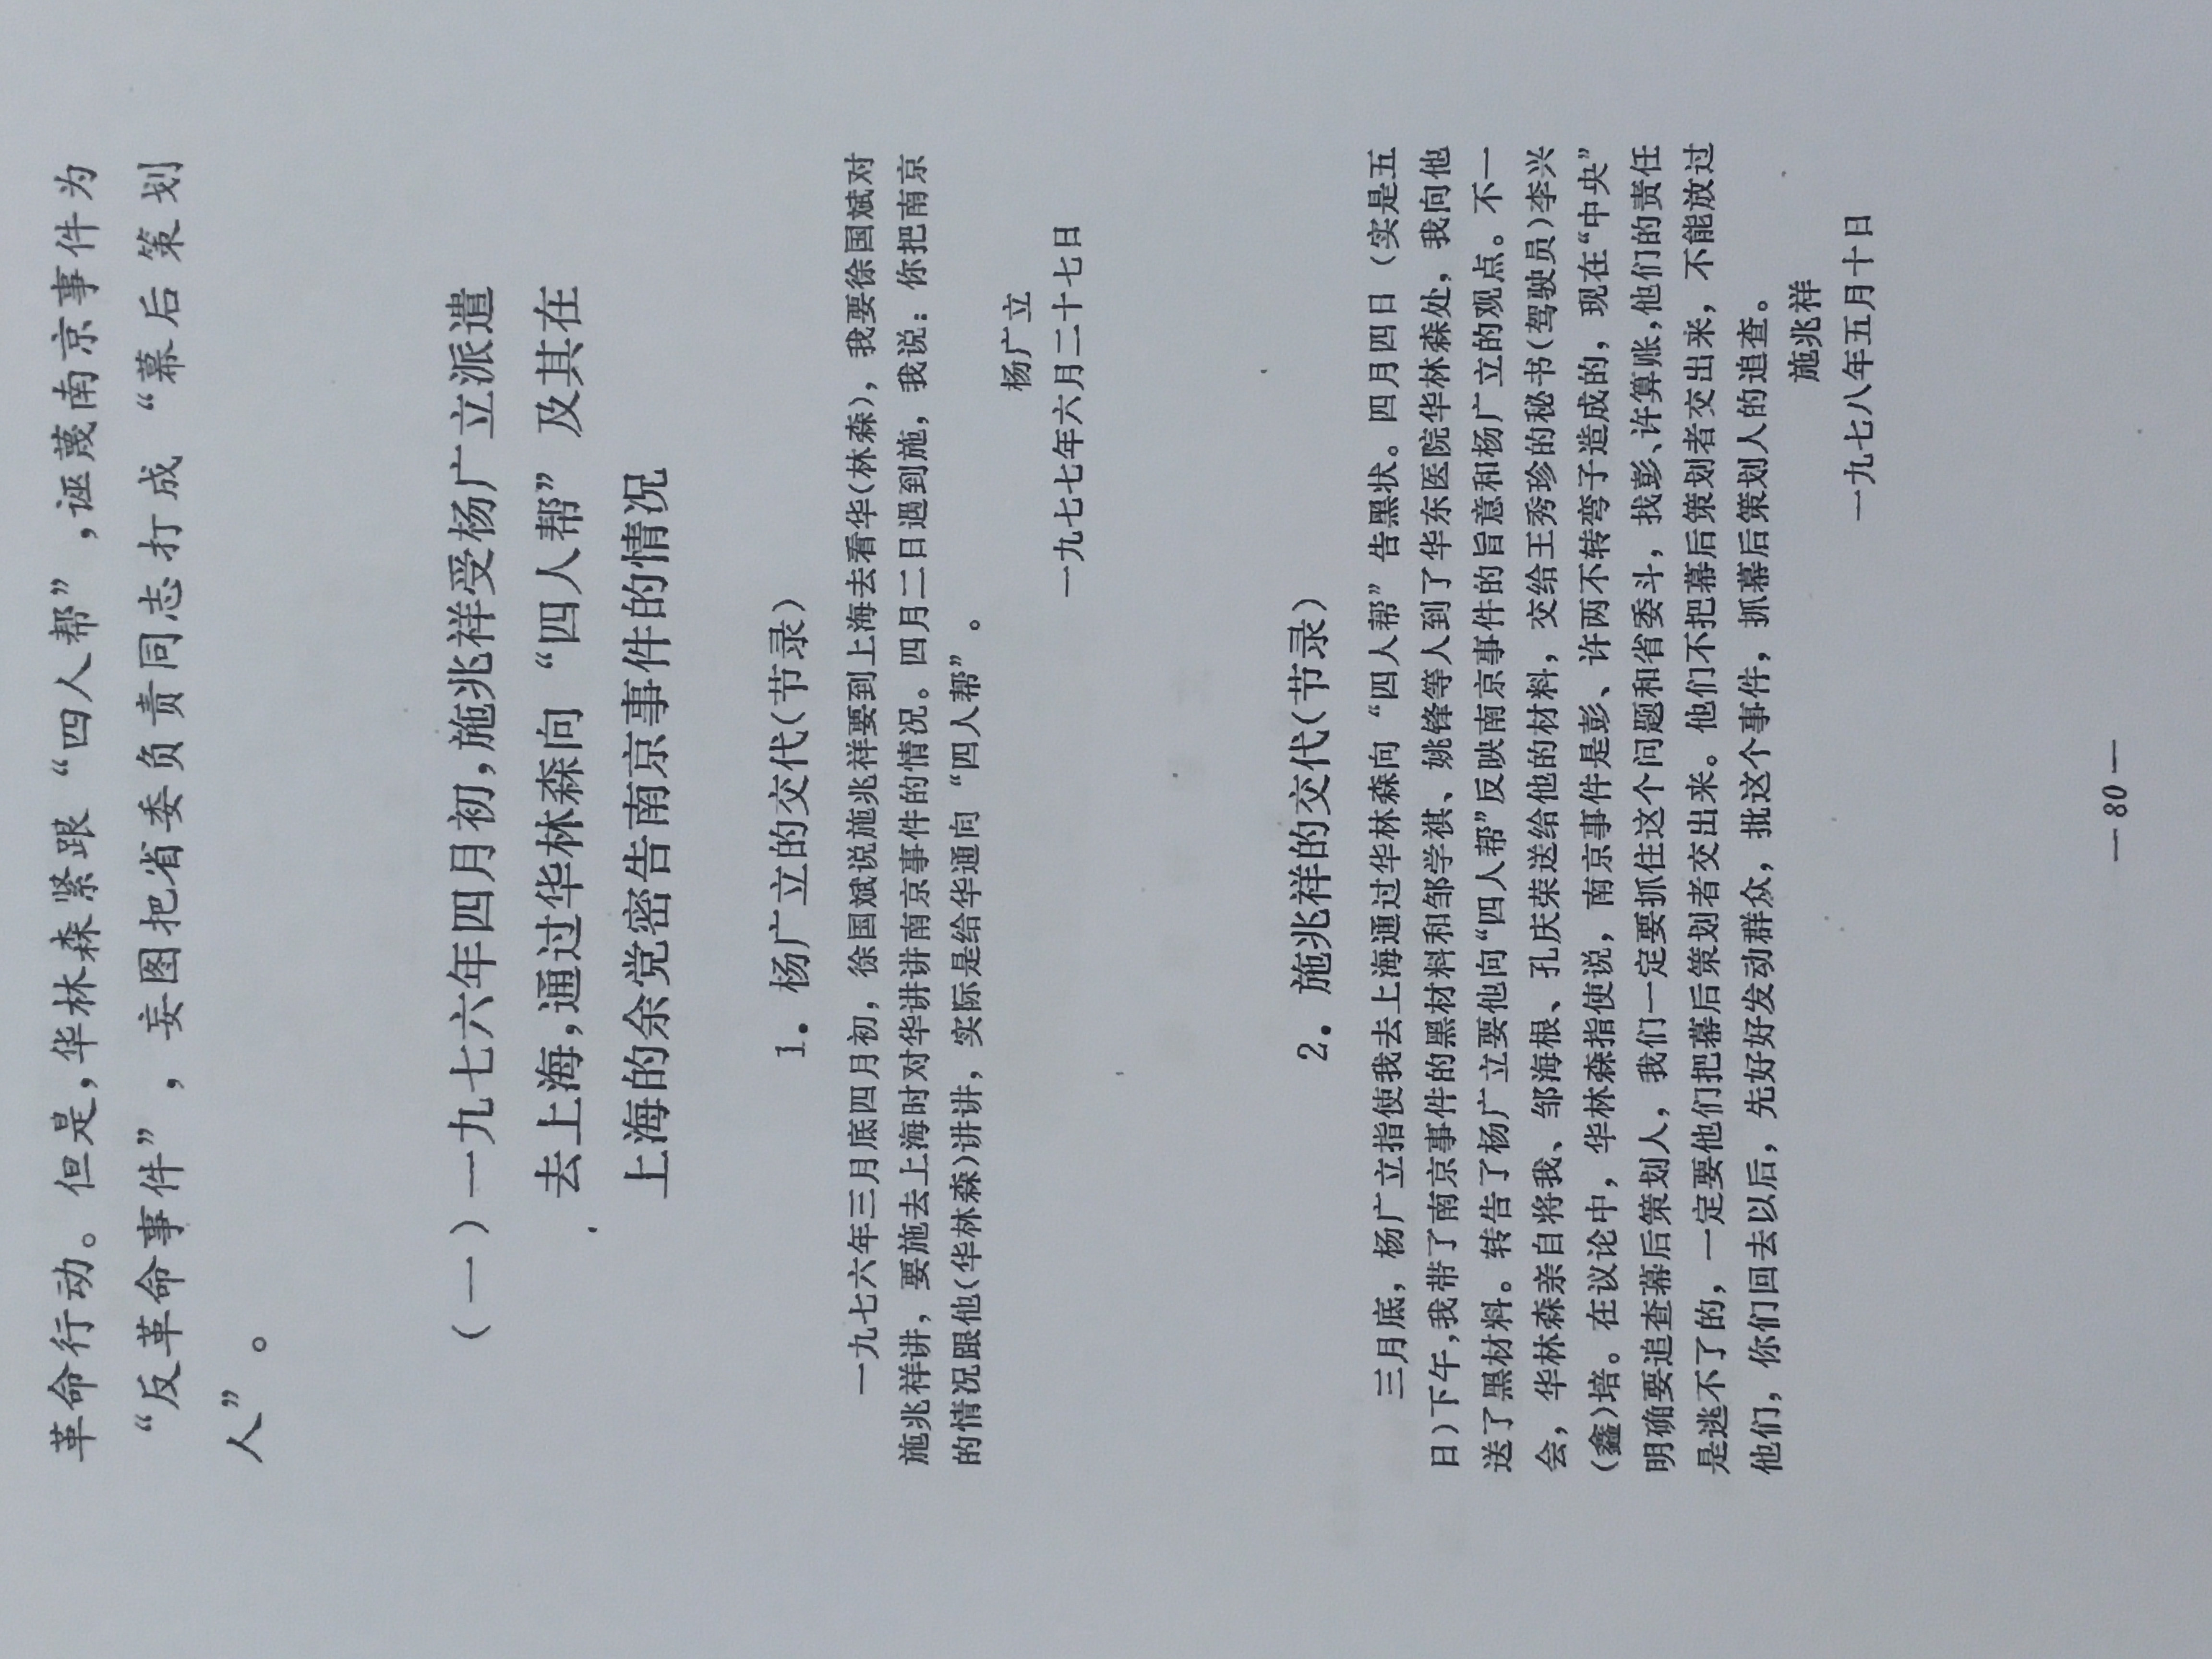 革命行动。但是，华林森紧跟“四人帮”，诬蔑南京事件为
“反革命事件”，妄图把省委负责同志打成“幕后策划
人”。
（一）一九七六年四月初，施兆祥受杨广立派遣
去上海，通过华林森向“四人帮”及其在
上海的余党密告南京事件的情况
1．杨广立的交代（节录）
一九七六年三月底四月初，徐国斌说施兆祥要到上海去看华（林森），我要徐国斌对
施兆祥讲，要施去上海时对华讲讲南京事件的情况。四月二日遇到施，我说：你把南京
的情况跟他（华林森）讲讲，实际是给华通向“四人帮”。
杨广立
一九七七年六月二十七日
2．施兆祥的交代（节录）
三月底，杨广立指使我去上海通过华林森向“四人帮”告黑状。四月四日（实是五
日）下午，我带了南京事件的黑材料和邹学祺、姚锋等人到了华东医院华林森处，我向他
送了黑材料。转告了杨广立要他向“四人帮”反映南京事件的旨意和杨广立的观点。不一
会，华林森亲自将我、邹海根、孔庆荣送给他的材料，交给王秀珍的秘书（驾驶员）李兴
（鑫）培。在议论中，华林森指使说，南京事件是彭、许两不转弯子造成的，现在“中央”
明确要追查幕后策划人，我们一定要抓住这个问题和省委斗，找彭、许算账，他们的责任
是逃不了的，一定要他们把幕后策划者交出来。他们不把幕后策划者交出来，不能放过
他们，你们回去以后，先好好发动群众，批这个事件，抓幕后策划人的追查。
施兆祥
一九七八年五月十日
— 80 —